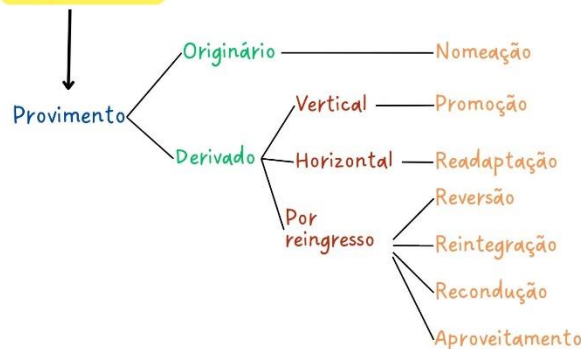 Originário
Nomeação
Provimento
Derivado
Vertical
Promoção
Horizontal
Readaptação
Por
reingresso
Reversão
Reintegração
Recondução
Aproveitamento